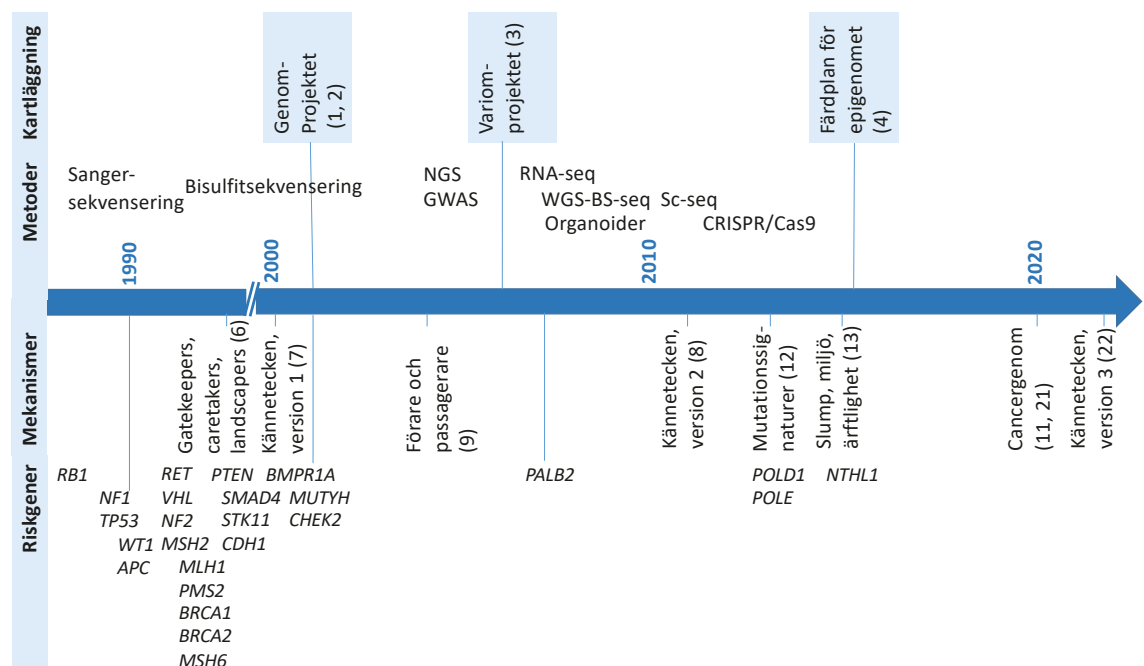 Kartläggning
Genom-
Projektet
(1, 2)
Variom-
projektet (3)
Färdplan för
epigenomet
(4)
Metoder
Sanger-
sekvensering
Bisulfitsekvensering
NGS
GWAS
RNA-seq
WGS-BS-seq
Sc-seq
Organoider
CRISPR/Cas9
1990
2000
2010
2020
Mekanismer
Gatekeepers,
caretakers,
landscapers (6)
Kännetecken,
version 1 (7)
Förare och
passagerare
(9)
Kännetecken,
version 2 (8)
Mutationssig-
naturer (12)
Slump, miljö,
ärftlighet (13)
Cancergenom
(11, 21)
Kännetecken,
version 3 (22)
Riskgener
RB1
NF1
TP53
WT1
APC
RET
VHL
NF2
MSH2
MLH1
PMS2
BRCA1
BRCA2
MSH6
PTEN
SMAD4
STK11
CDH1
BMPR1A
MUTYH
CHEK2
PALB2
POLD1
POLE
NTHL1